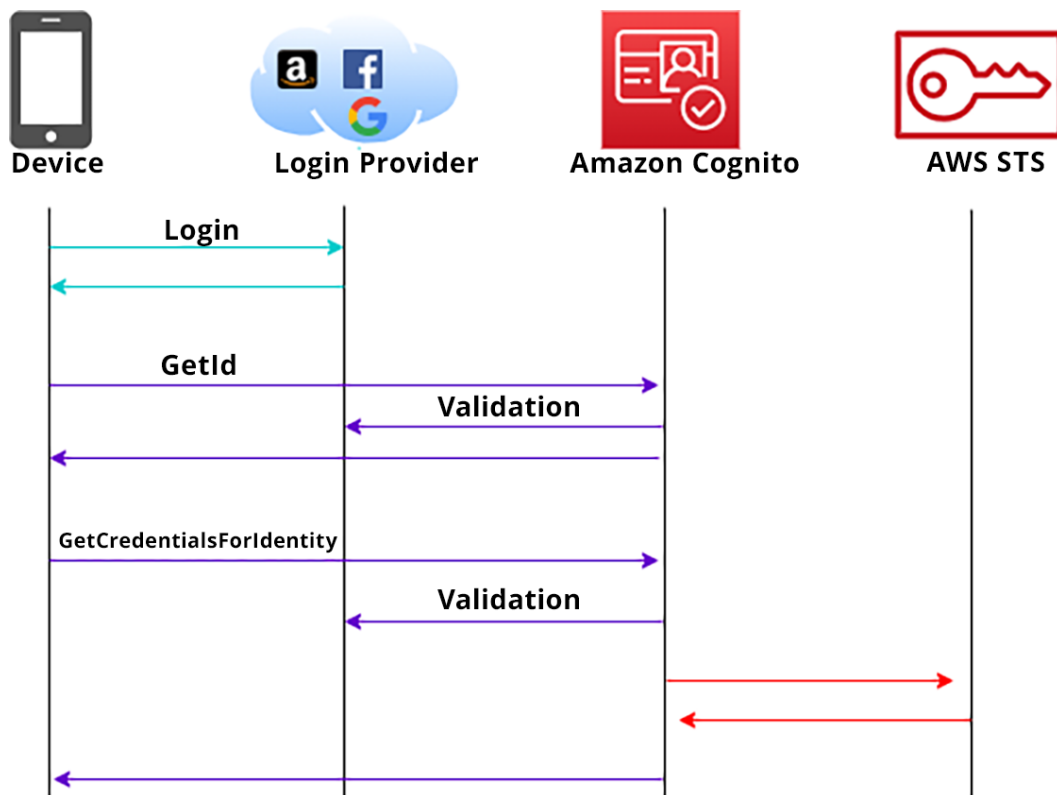 Device
Login Provider
Amazon Cognito
AWS STS
Login
GetId
Validation
GetCredentialsForIdentity
Validation